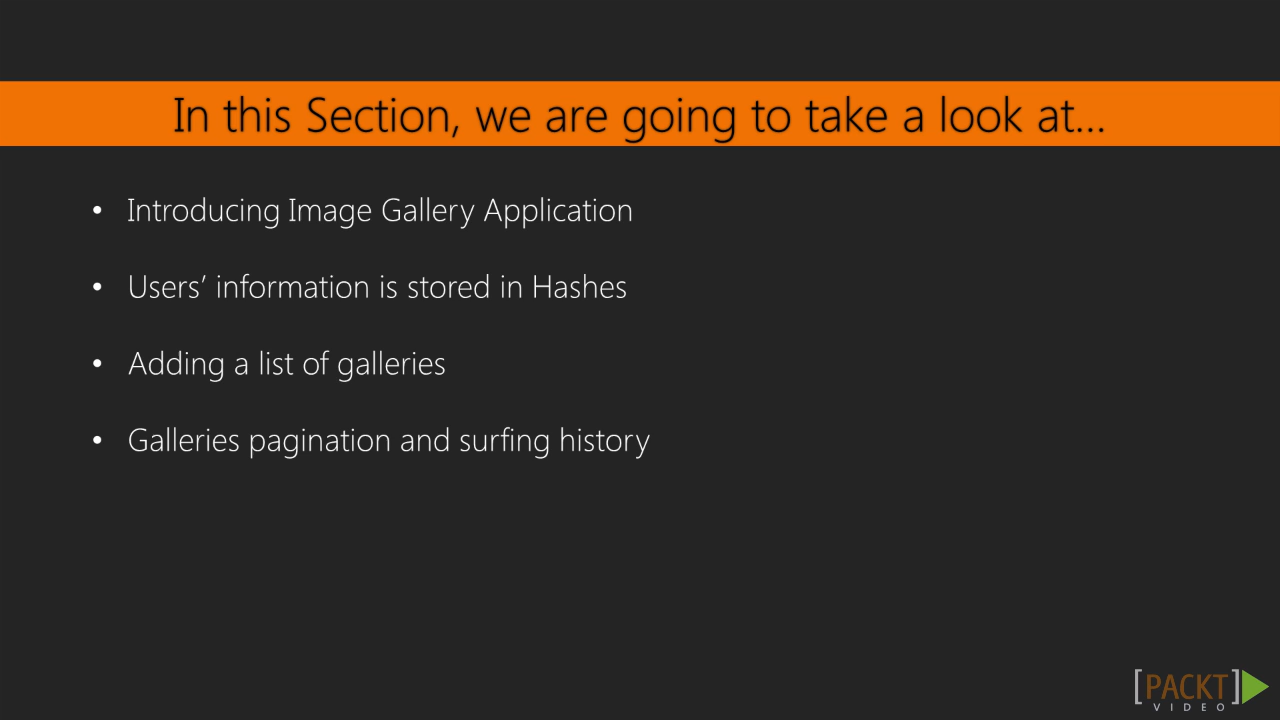 In this Section, we are going to take a look at...
• Introducing Image Gallery Application
• Users’ information is stored in Hashes
• Adding a list of galleries
• Galleries pagination and surfing history
[PACKT]
VIDEO